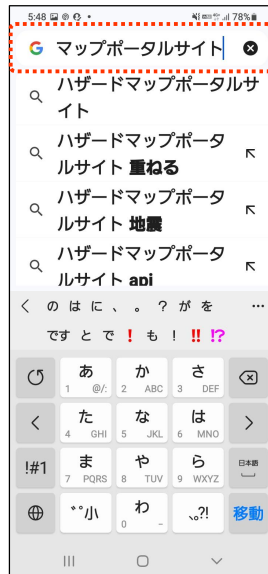 5:48 78%
G マップポータルサイト
ハザードマップポータルサ
イト
ハザードマップポータ
ルサイト 重ねる
ハザードマップポータ
ルサイト 地震
ハザードマップポータ
ルサイト api
の は に 、 。 ? が を …
です と で ! も ! !! !?
あ 1 @/: か 2 ABC さ 3 DEF
た 4 GHI な 5 JKL は 6 MNO
!#1 ま 7 PQRS や 8 TUV ら 9 WXYZ 日本語
゛゜小 わ 0 - 、。?! 移動